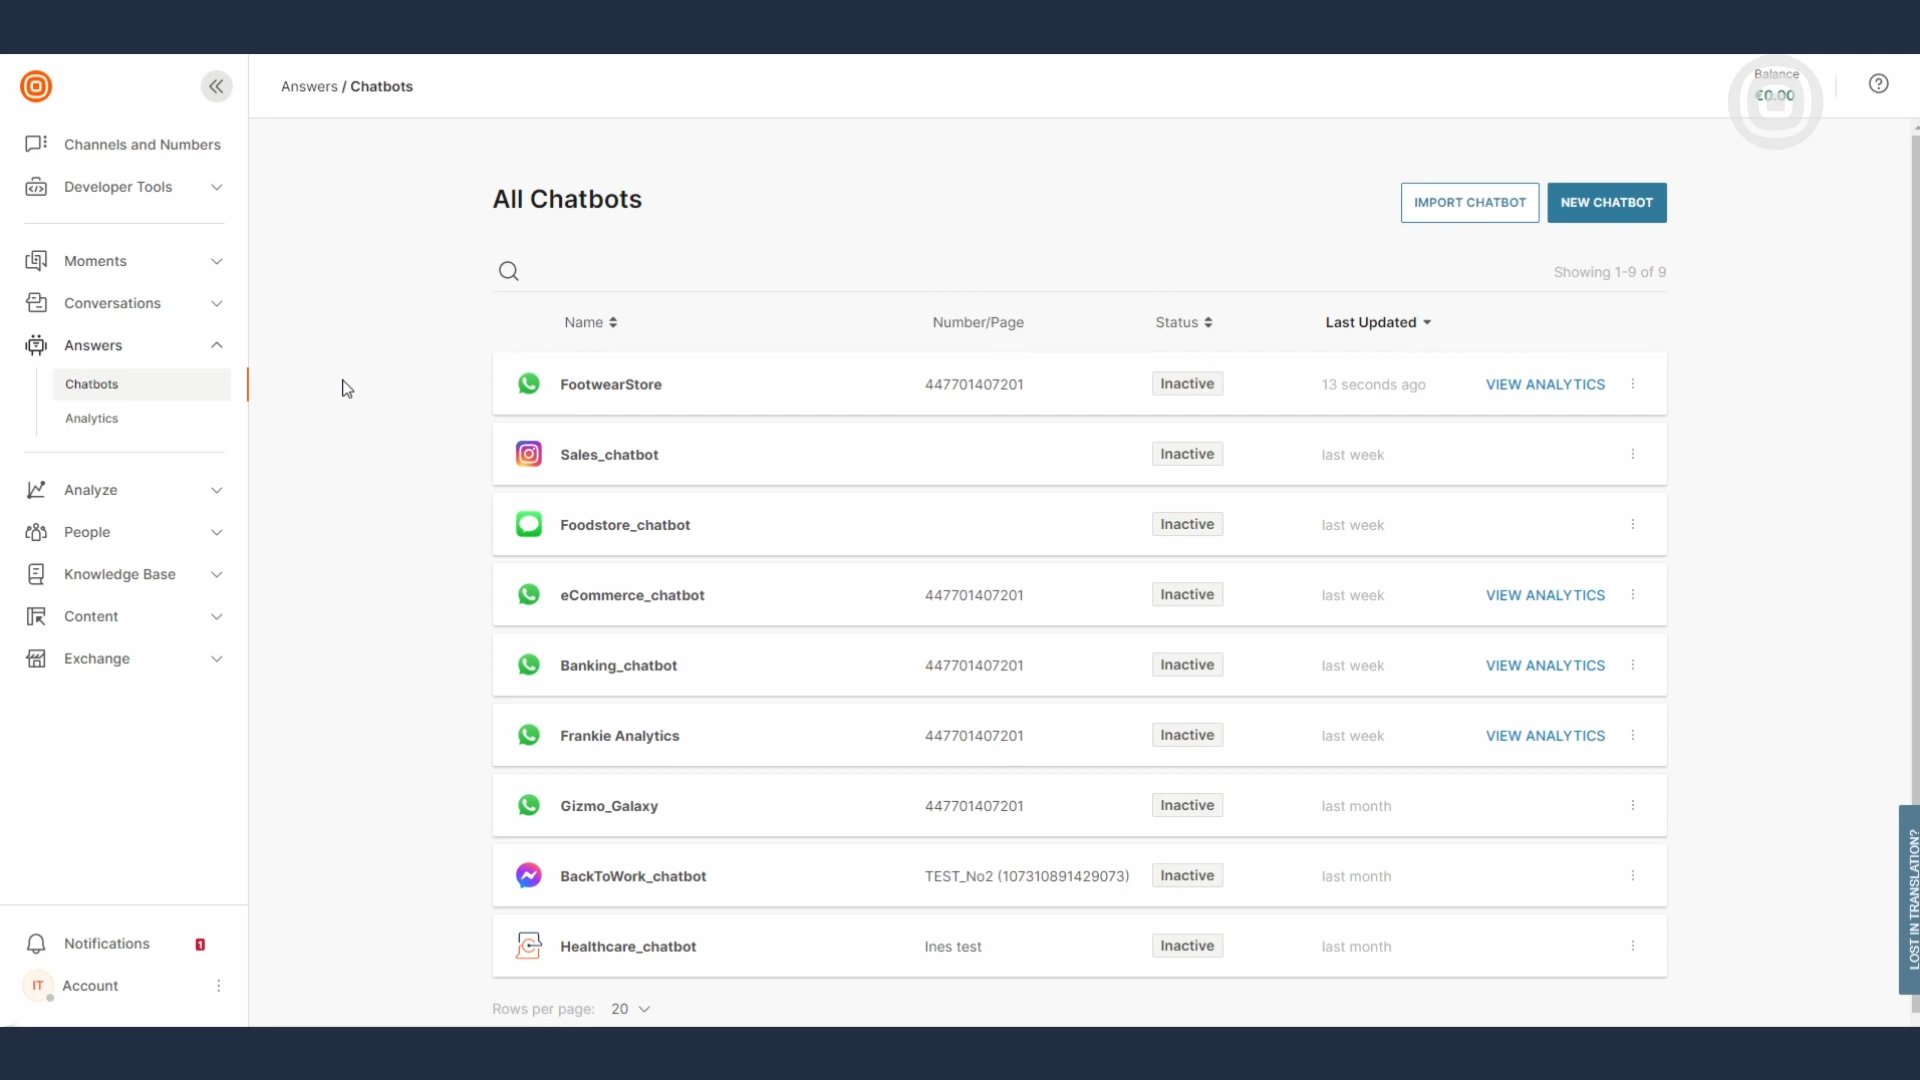 Answers / Chatbots
Balance
€0.00
Channels and Numbers
Developer Tools
Moments
Conversations
Answers
Chatbots
Analytics
Analyze
People
Knowledge Base
Content
Exchange
Notifications 1
IT Account
All Chatbots
IMPORT CHATBOT NEW CHATBOT
Showing 1-9 of 9
Name Number/Page Status Last Updated
FootwearStore 447701407201 Inactive 13 seconds ago VIEW ANALYTICS
Sales_chatbot Inactive last week
Foodstore_chatbot Inactive last week
eCommerce_chatbot 447701407201 Inactive last week VIEW ANALYTICS
Banking_chatbot 447701407201 Inactive last week VIEW ANALYTICS
Frankie Analytics 447701407201 Inactive last week VIEW ANALYTICS
Gizmo_Galaxy 447701407201 Inactive last month
BackToWork_chatbot TEST_No2 (107310891429073) Inactive last month
Healthcare_chatbot Ines test Inactive last month
Rows per page: 20
LOST IN TRANSLATION?